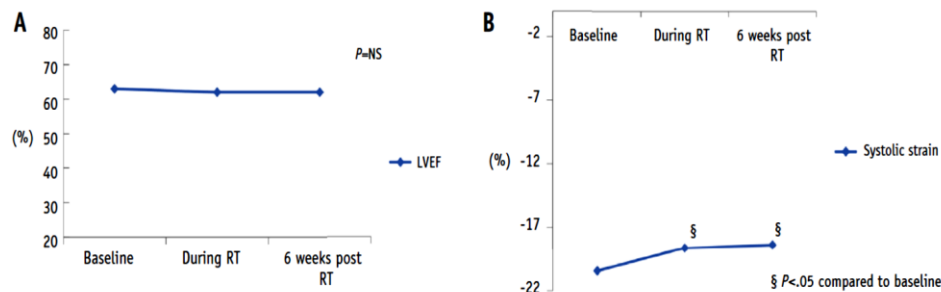 A
80
P=NS
70
60
50
(%)
40
LVEF
30
20
Baseline
During RT
6 weeks post
RT
B
-2
Baseline
During RT
6 weeks post
RT
-7
(%)
-12
Systolic strain
-17
§
§
§ P<.05 compared to baseline
-22